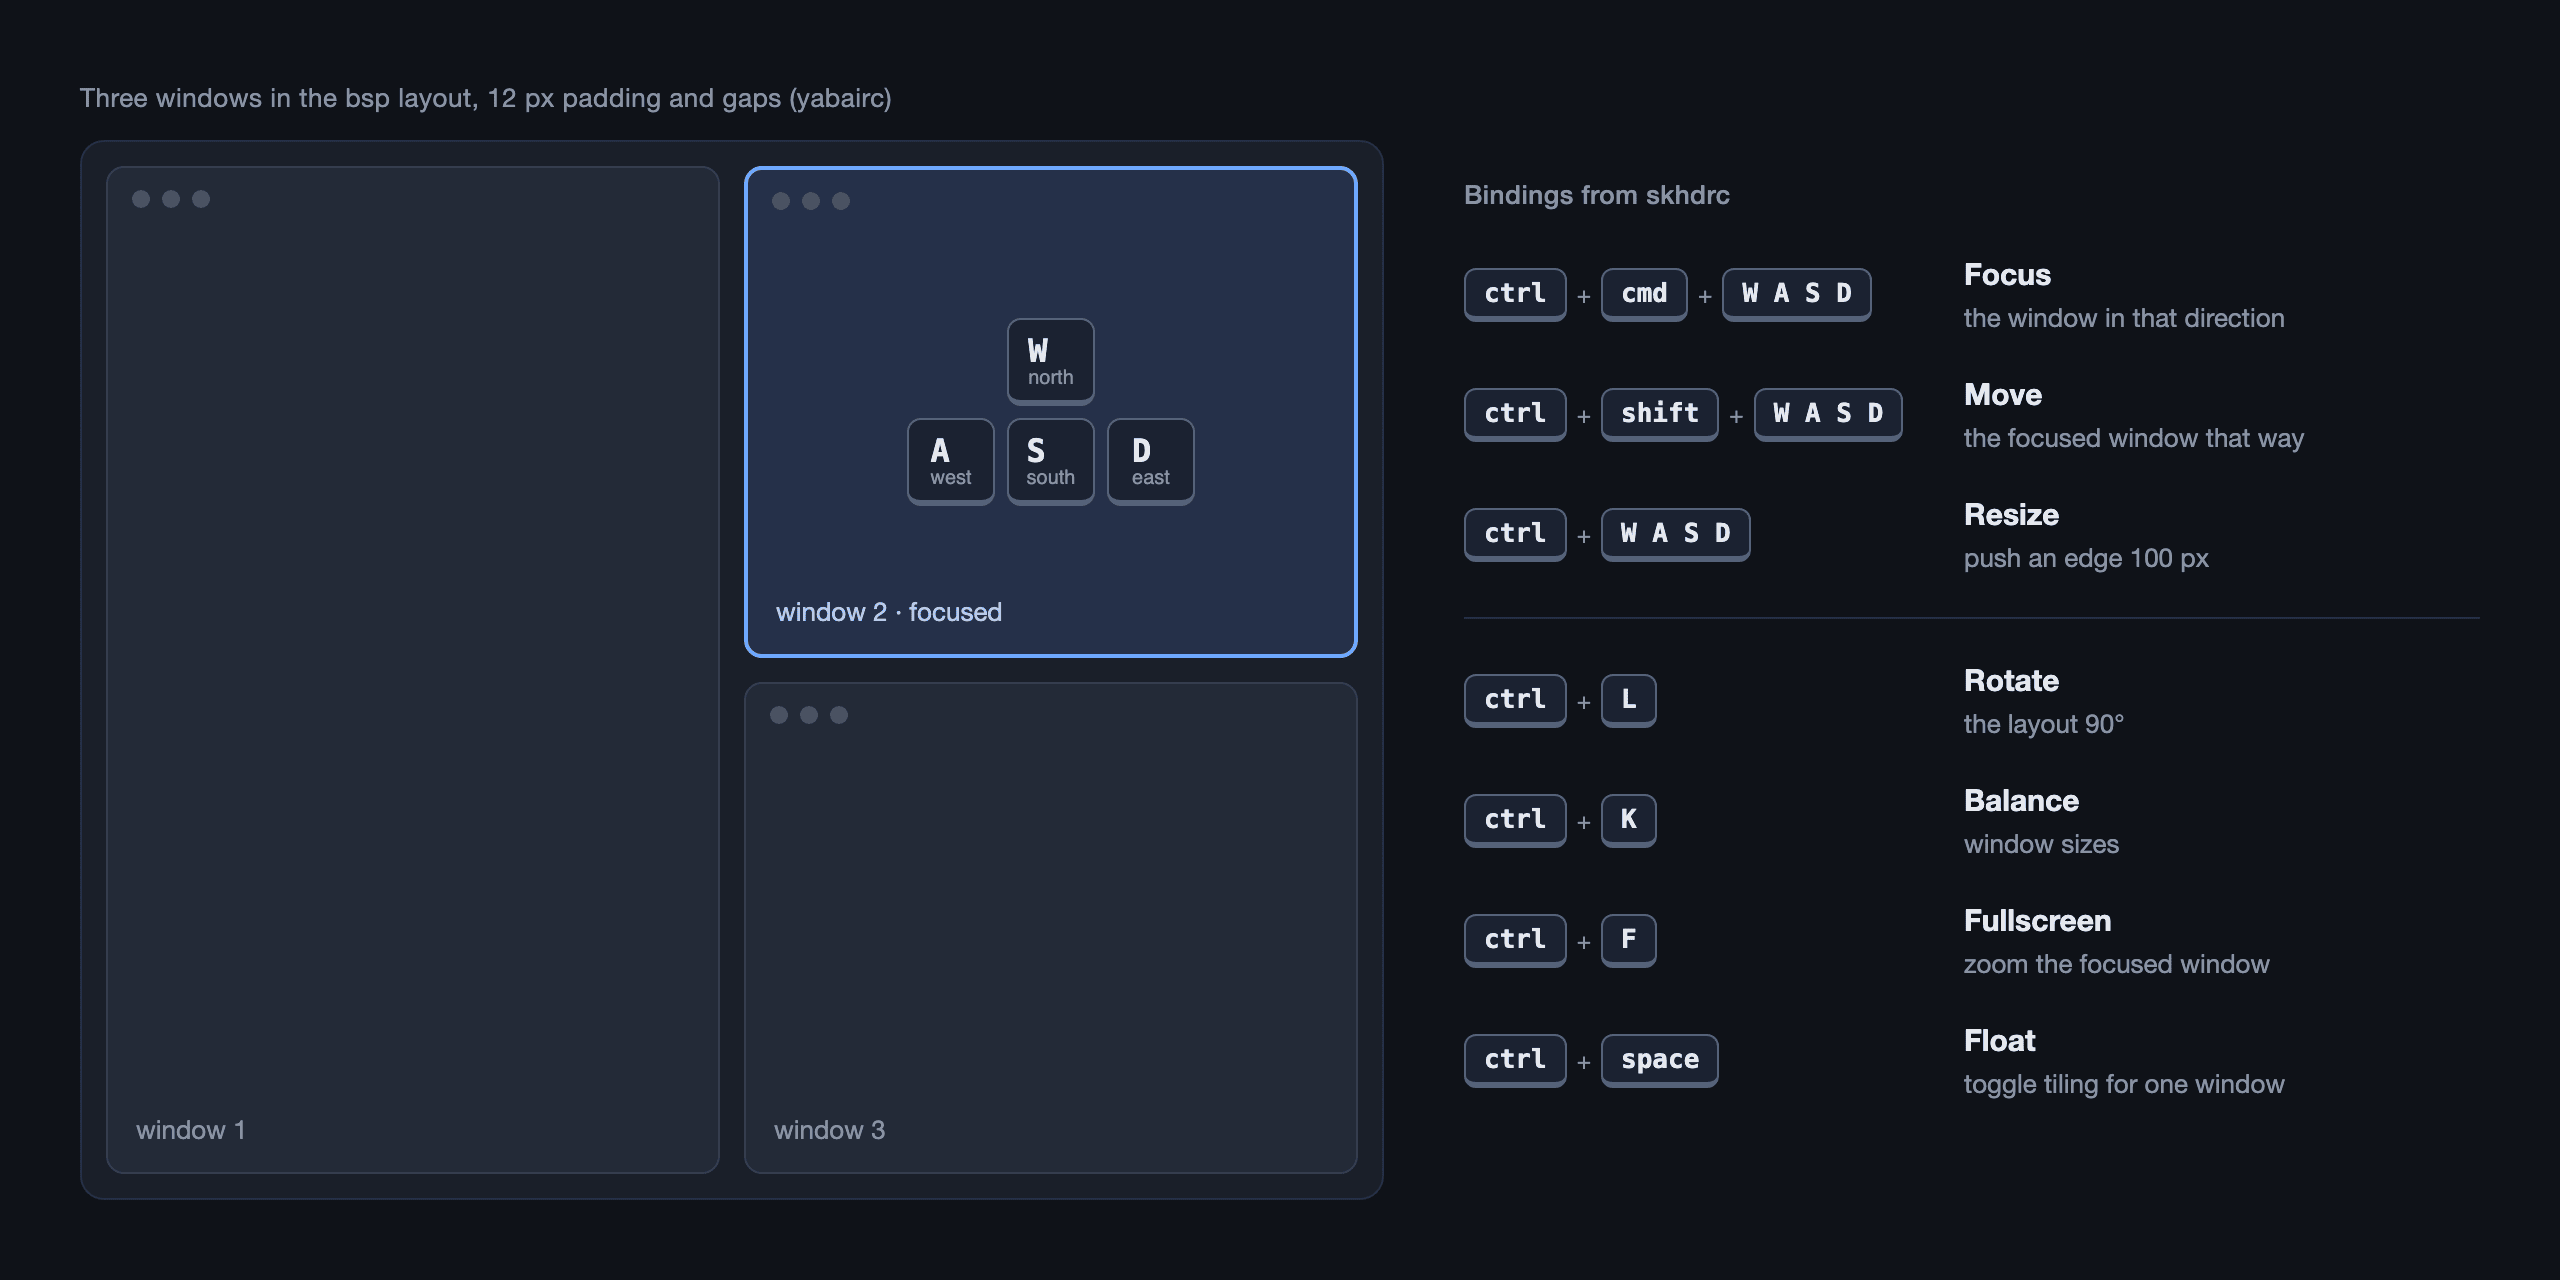 Three windows in the bsp layout, 12 px padding and gaps (yabairc)
W
north
A S D
west south east
window 2 · focused
window 1
window 3
Bindings from skhdrc
ctrl + cmd + W A S D
Focus
the window in that direction
ctrl + shift + W A S D
Move
the focused window that way
ctrl + W A S D
Resize
push an edge 100 px
ctrl + L
Rotate
the layout 90°
ctrl + K
Balance
window sizes
ctrl + F
Fullscreen
zoom the focused window
ctrl + space
Float
toggle tiling for one window